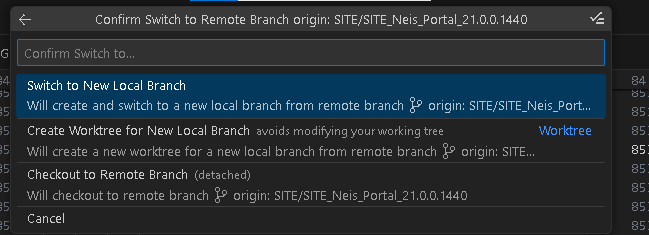 Confirm Switch to Remote Branch origin: SITE/SITE_Neis_Portal_21.0.0.1440
Confirm Switch to...
Switch to New Local Branch
Will create and switch to a new local branch from remote branch origin: SITE/SITE_Neis_Port...
Create Worktree for New Local Branch avoids modifying your working tree Worktree
Will create a new worktree for a new local branch from remote branch origin: SITE...
Checkout to Remote Branch (detached)
Will checkout to remote branch origin: SITE/SITE_Neis_Portal_21.0.0.1440
Cancel